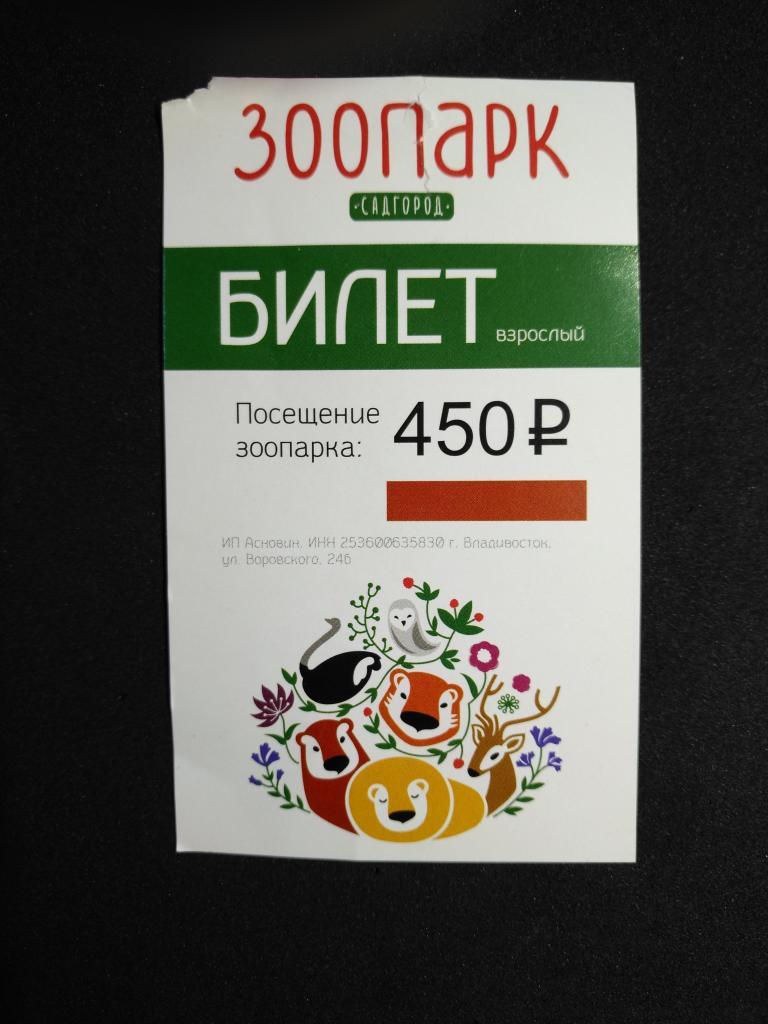 ЗООПАРК
·САДГОРОД·
БИЛЕТ взрослый
Посещение
зоопарка: 450 ₽
ИП Асновин. ИНН 253600635830 г. Владивосток,
ул. Воровского, 24б